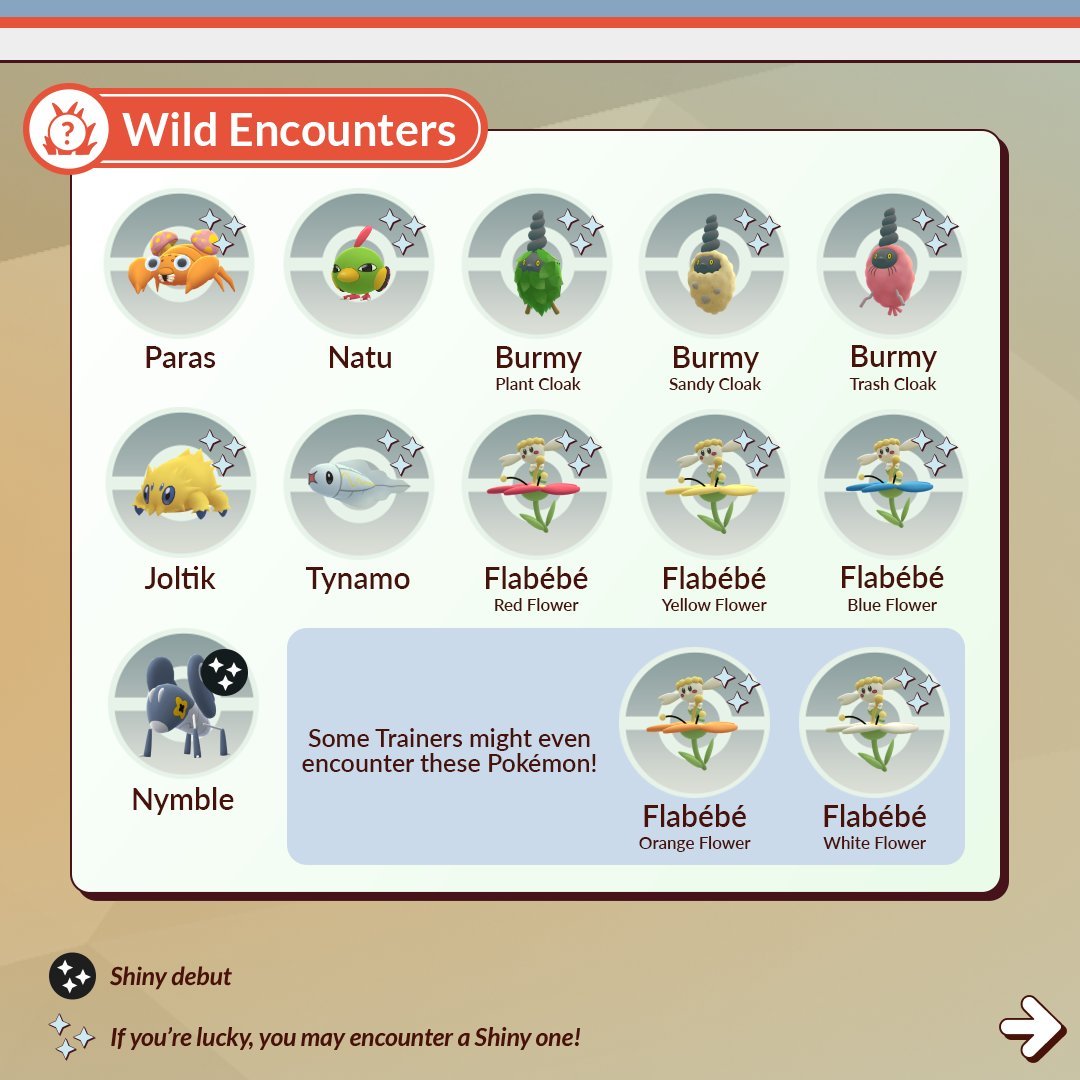 Wild Encounters
Paras
Natu
Burmy
Plant Cloak
Burmy
Sandy Cloak
Burmy
Trash Cloak
Joltik
Tynamo
Flabébé
Red Flower
Flabébé
Yellow Flower
Flabébé
Blue Flower
Nymble
Some Trainers might even
encounter these Pokémon!
Flabébé
Orange Flower
Flabébé
White Flower
Shiny debut
If you're lucky, you may encounter a Shiny one!